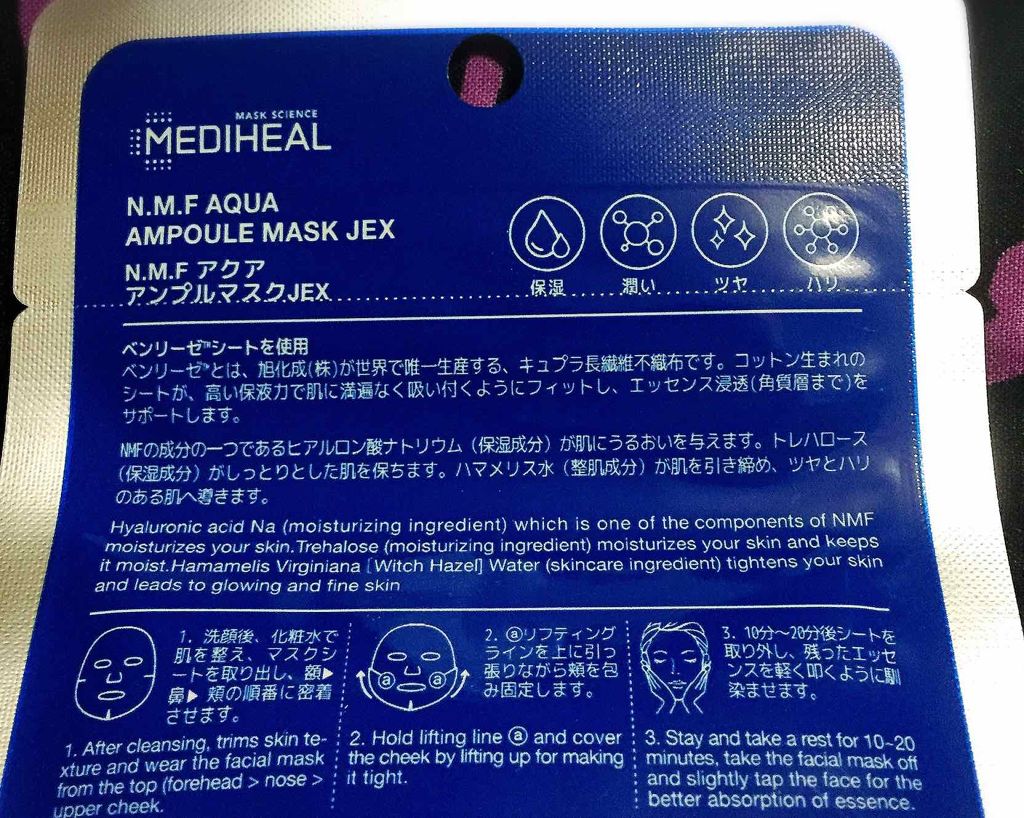 MASK SCIENCE
MEDIHEAL
N.M.F AQUA
AMPOULE MASK JEX
N.M.F アクア
アンプルマスクJEX
保湿 潤い ツヤ ハリ
ベンリーゼ™シートを使用
ベンリーゼ™とは、旭化成(株)が世界で唯一生産する、キュプラ長繊維不織布です。コットン生まれの
シートが、高い保液力で肌に満遍なく吸い付くようにフィットし、エッセンス浸透(角質層まで)を
サポートします。
NMFの成分の一つであるヒアルロン酸ナトリウム（保湿成分）が肌にうるおいを与えます。トレハロース
（保湿成分）がしっとりとした肌を保ちます。ハマメリス水（整肌成分）が肌を引き締め、ツヤとハリ
のある肌へ導きます。
Hyaluronic acid Na (moisturizing ingredient) which is one of the components of NMF
moisturizes your skin.Trehalose (moisturizing ingredient) moisturizes your skin and keeps
it moist.Hamamelis Virginiana [Witch Hazel] Water (skincare ingredient) tightens your skin
and leads to glowing and fine skin
1. 洗顔後、化粧水で
肌を整え、マスクシ
ートを取り出し、額▶
鼻▶ 頬の順番に密着
させます。
1. After cleansing, trims skin te-
xture and wear the facial mask
from the top (forehead > nose >
upper cheek.
ⓐ ⓐ
2. ⓐリフティング
ラインを上に引っ
張りながら頬を包
み固定します。
2. Hold lifting line ⓐ and cover
the cheek by lifting up for making
it tight.
3. 10分～20分後シートを
取り外し、残ったエッセ
ンスを軽く叩くように馴
染ませます。
3. Stay and take a rest for 10~20
minutes, take the facial mask off
and slightly tap the face for the
better absorption of essence.